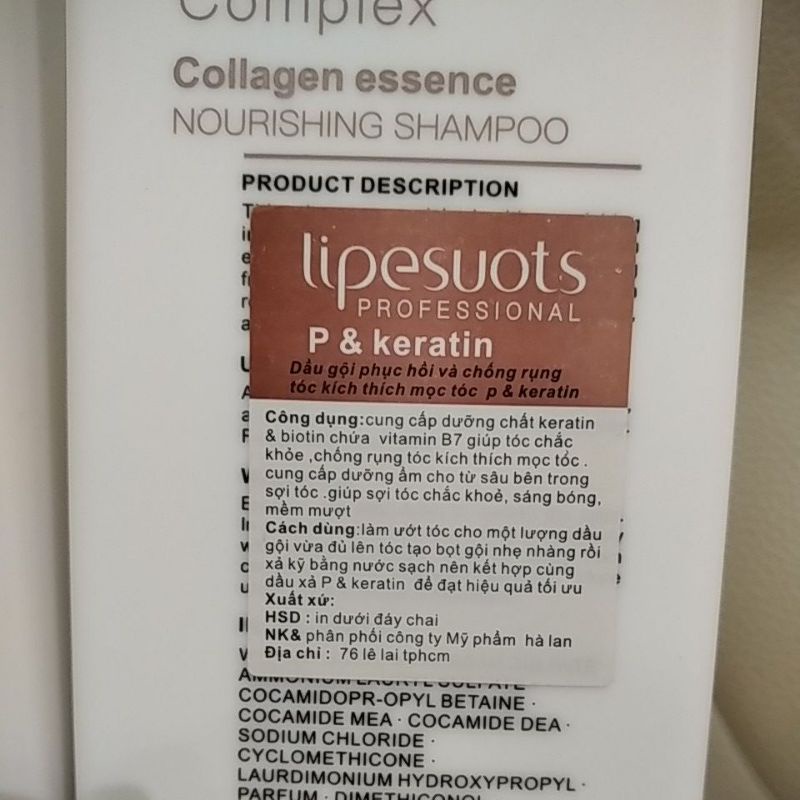 Complex
Collagen essence
NOURISHING SHAMPOO
PRODUCT DESCRIPTION
lipesuots
PROFESSIONAL
P & keratin
Dầu gội phục hồi và chống rụng
tóc kích thích mọc tóc p & keratin
Công dụng:cung cấp dưỡng chất keratin
& biotin chứa vitamin B7 giúp tóc chắc
khỏe ,chống rụng tóc kích thích mọc tóc .
cung cấp dưỡng ẩm cho từ sâu bên trong
sợi tóc .giúp sợi tóc chắc khoẻ, sáng bóng,
mềm mượt
Cách dùng:làm ướt tóc cho một lượng dầu
gội vừa đủ lên tóc tạo bọt gội nhẹ nhàng rồi
xả kỹ bằng nước sạch nên kết hợp cùng
dầu xả P & keratin để đạt hiệu quả tối ưu
Xuất xứ:
HSD : in dưới đáy chai
NK& phân phối công ty Mỹ phẩm hà lan
Địa chỉ : 76 lê lai tphcm
AMMONIUM LAURYL SULFATE
COCAMIDOPR-OPYL BETAINE ·
COCAMIDE MEA · COCAMIDE DEA ·
SODIUM CHLORIDE ·
CYCLOMETHICONE ·
LAURDIMONIUM HYDROXYPROPYL ·
PARFUM · DIMETHICONOL